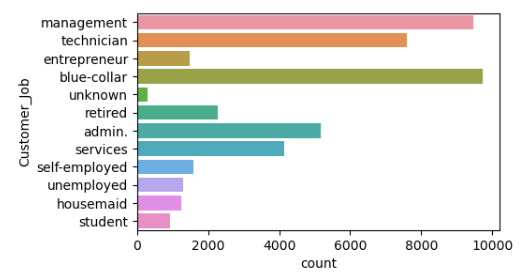 management
technician
entrepreneur
blue-collar
unknown
retired
admin.
services
self-employed
unemployed
housemaid
student
Customer_Job
0 2000 4000 6000 8000 10000
count